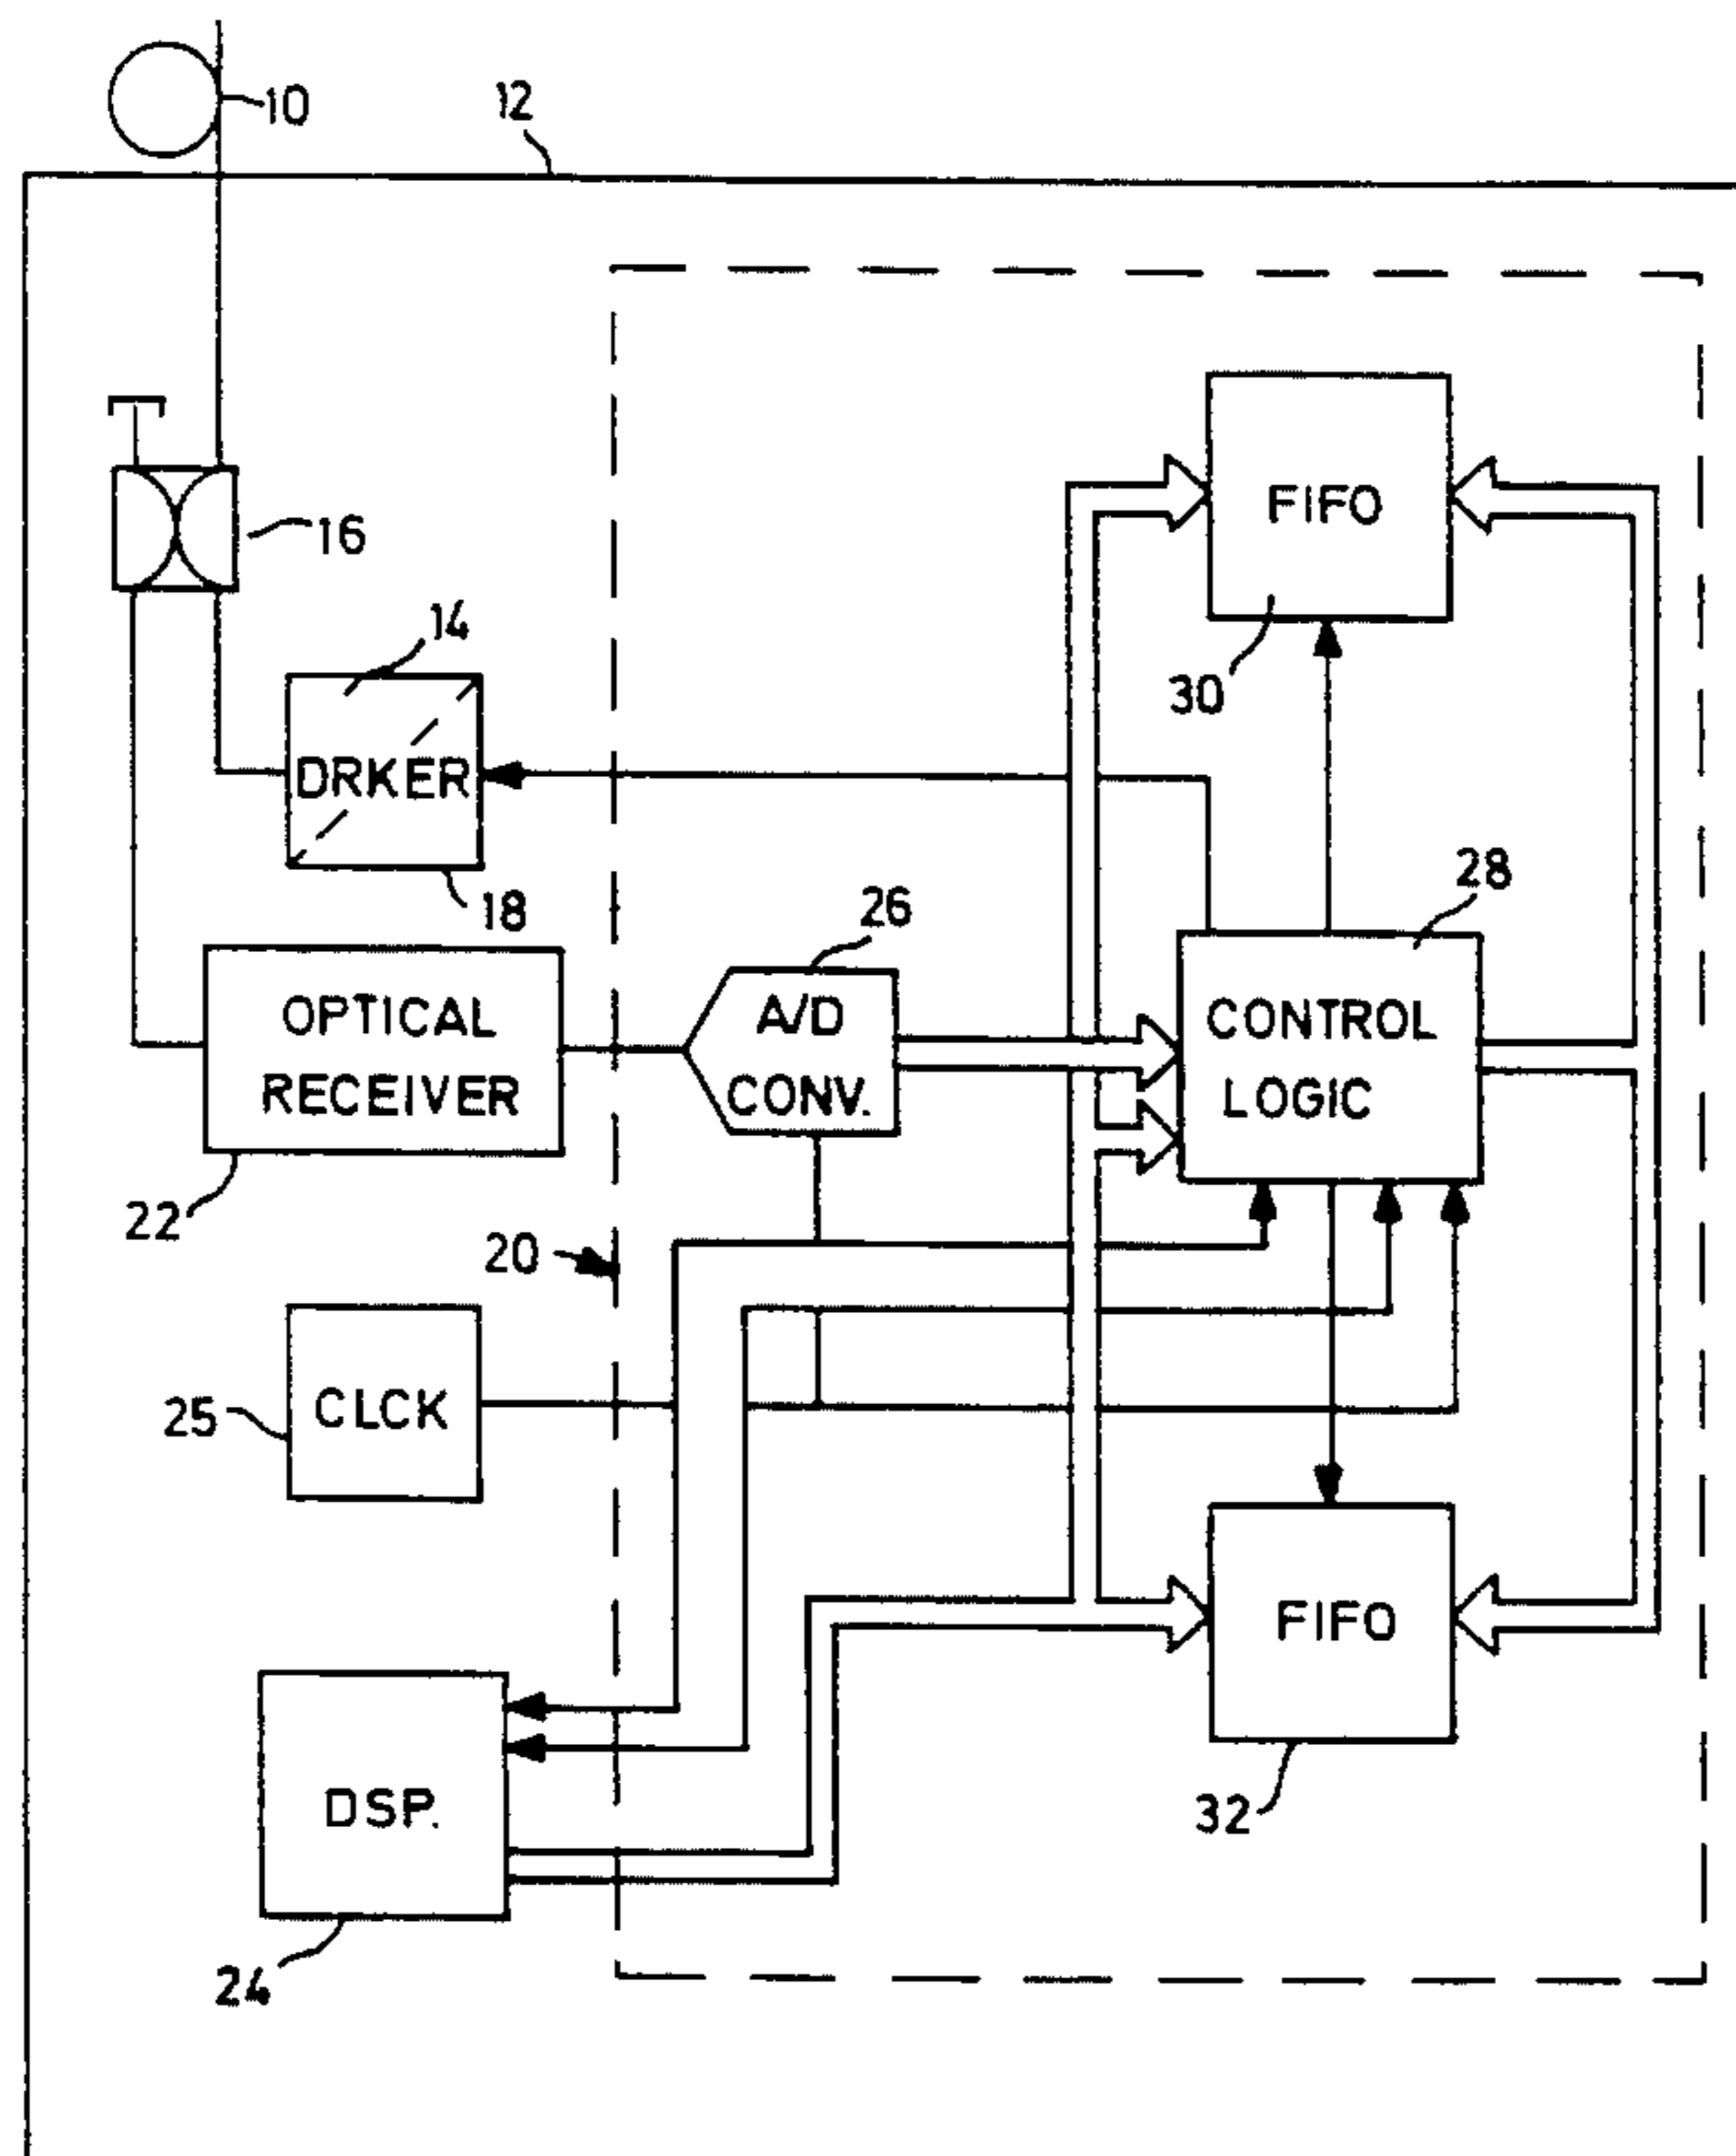 10
12
16
14
DRKER
18
FIFO
30
28
26
OPTICAL
RECEIVER
22
A/D
CONV.
CONTROL
LOGIC
20
25
CLCK
FIFO
32
DSP.
24